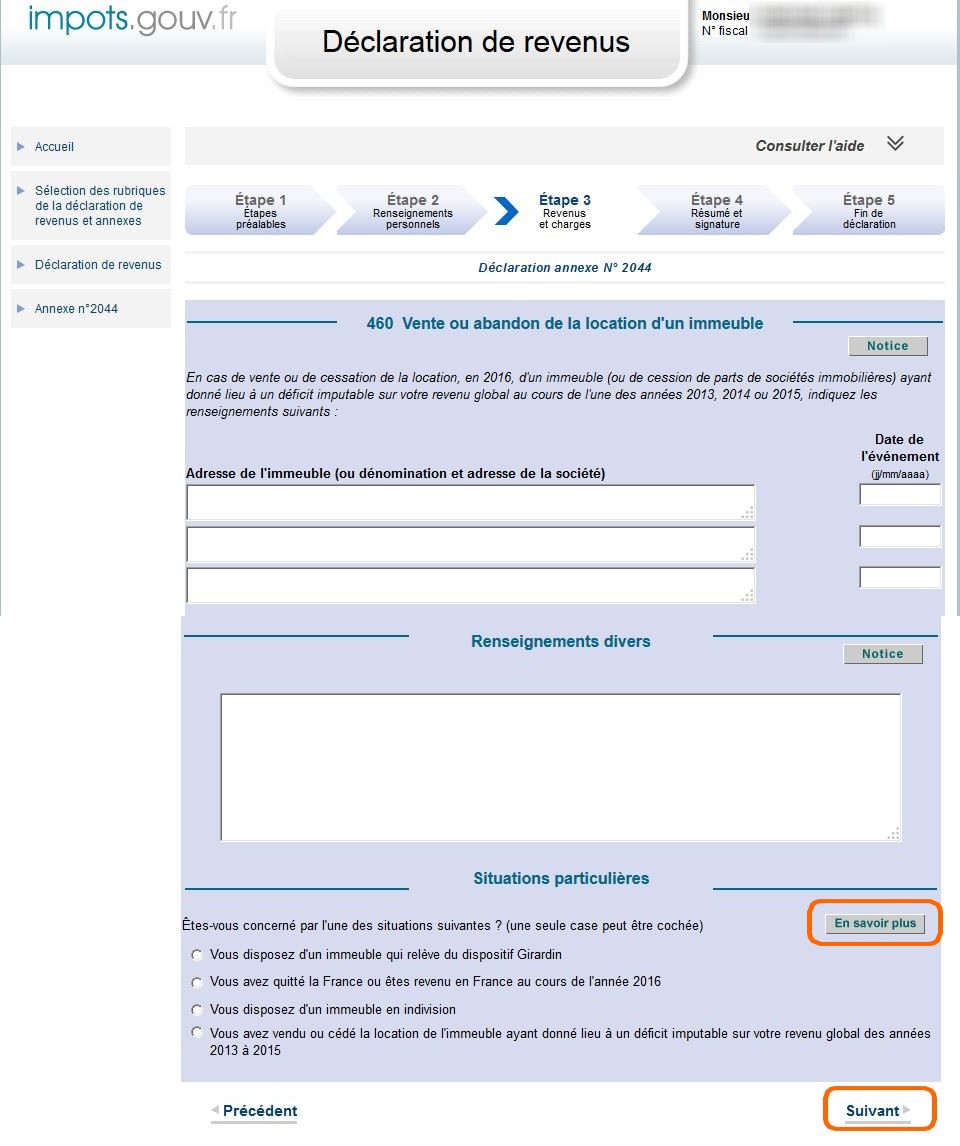 impots.gouv.fr
Déclaration de revenus
Monsieu
N° fiscal
Accueil
Sélection des rubriques
de la déclaration de
revenus et annexes
Déclaration de revenus
Annexe n°2044
Consulter l'aide
Étape 1
Étapes
préalables
Étape 2
Renseignements
personnels
Étape 3
Revenus
et charges
Étape 4
Résumé et
signature
Étape 5
Fin de
déclaration
Déclaration annexe N° 2044
460 Vente ou abandon de la location d'un immeuble
Notice
En cas de vente ou de cessation de la location, en 2016, d'un immeuble (ou de cession de parts de sociétés immobilières) ayant
donné lieu à un déficit imputable sur votre revenu global au cours de l'une des années 2013, 2014 ou 2015, indiquez les
renseignements suivants :
Date de
l'événement
(jj/mm/aaaa)
Adresse de l'immeuble (ou dénomination et adresse de la société)
Renseignements divers
Notice
Situations particulières
Êtes-vous concerné par l'une des situations suivantes ? (une seule case peut être cochée)
En savoir plus
Vous disposez d'un immeuble qui relève du dispositif Girardin
Vous avez quitté la France ou êtes revenu en France au cours de l'année 2016
Vous disposez d'un immeuble en indivision
Vous avez vendu ou cédé la location de l'immeuble ayant donné lieu à un déficit imputable sur votre revenu global des années
2013 à 2015
Précédent
Suivant